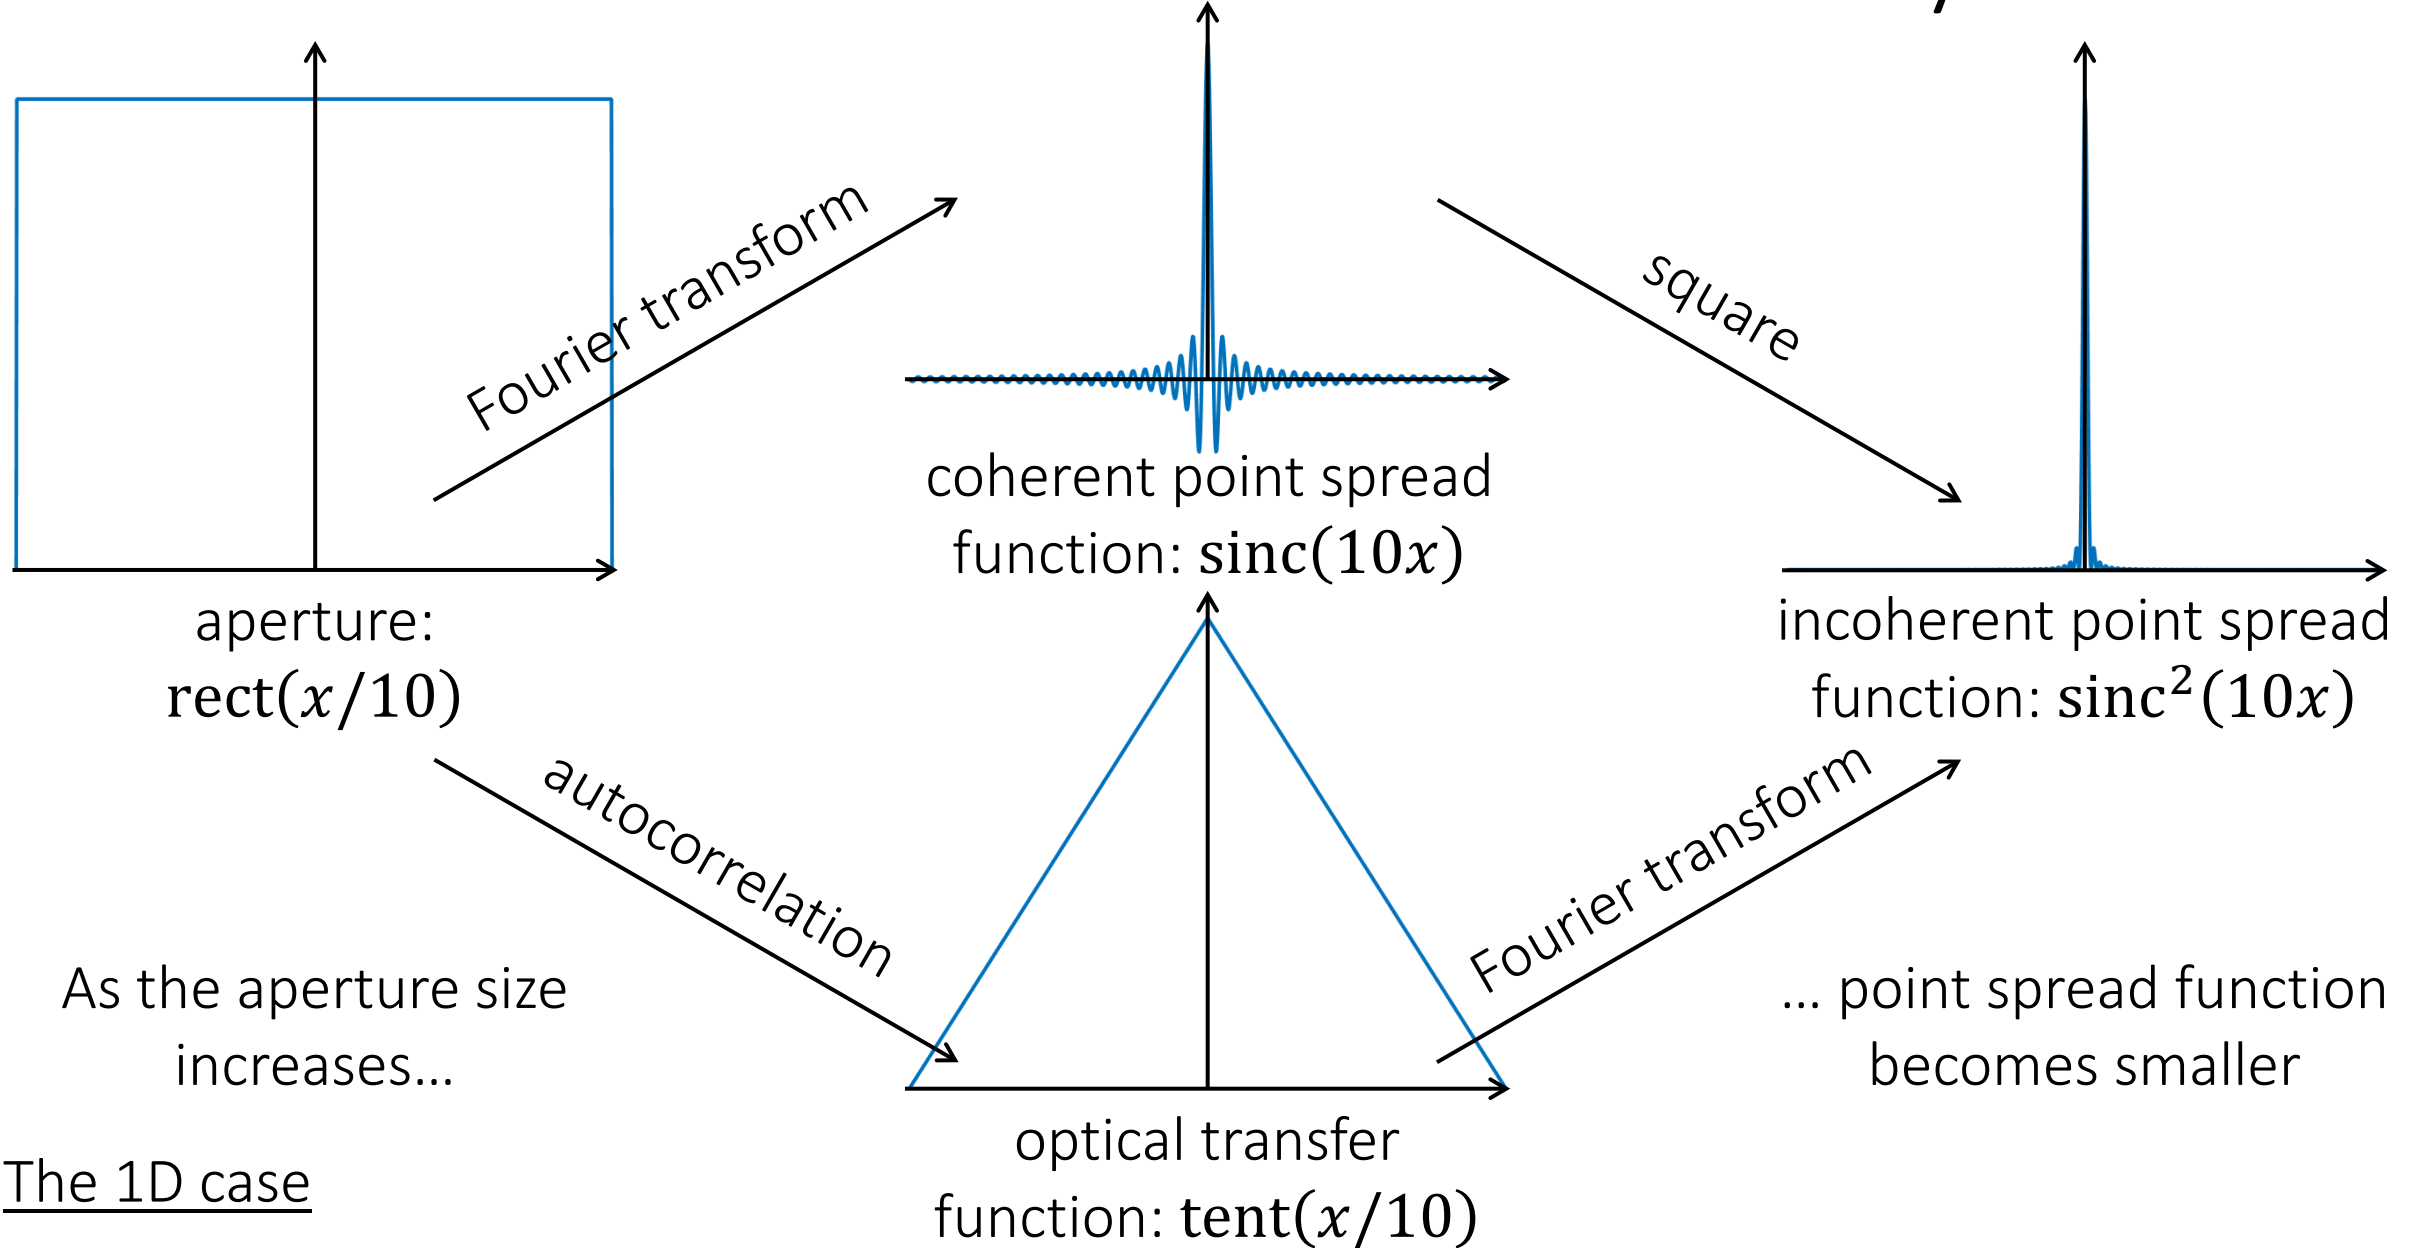 Fourier transform
square
coherent point spread
function: sinc(10x)
aperture:
rect(x/10)
incoherent point spread
function: sinc²(10x)
autocorrelation
Fourier transform
As the aperture size
increases…
… point spread function
becomes smaller
optical transfer
function: tent(x/10)
The 1D case